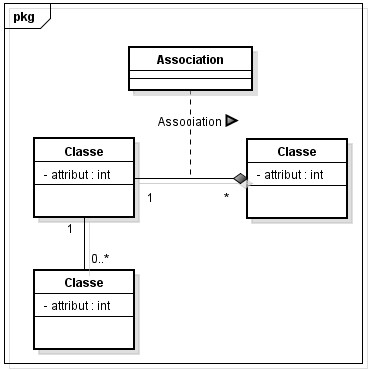 pkg
Association
Association
Classe
- attribut : int
Classe
- attribut : int
1
*
1
0..*
Classe
- attribut : int